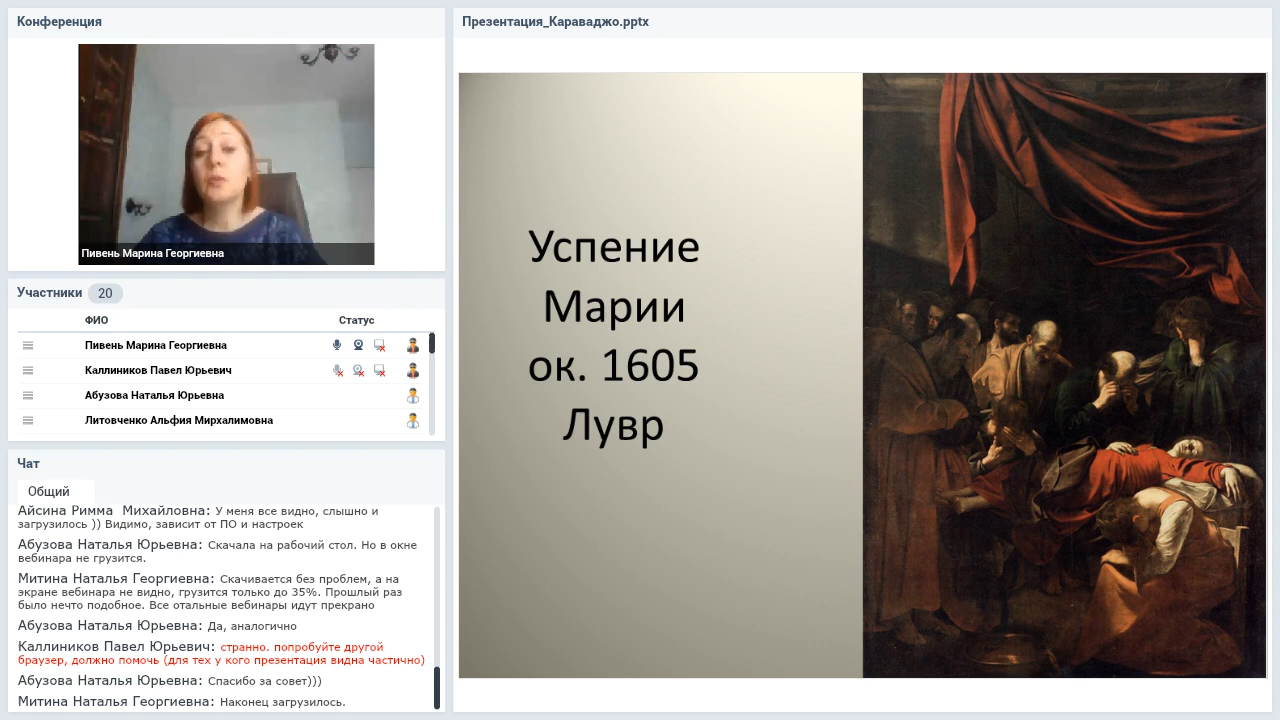 Конференция
Пивень Марина Георгиевна
Участники 20
ФИО Статус
Пивень Марина Георгиевна
Каллиников Павел Юрьевич
Абузова Наталья Юрьевна
Литовченко Альфия Мирхалимовна
Чат
Общий
Айсина Римма Михайловна: У меня все видно, слышно и
загрузилось )) Видимо, зависит от ПО и настроек
Абузова Наталья Юрьевна: Скачала на рабочий стол. Но в окне
вебинара не грузится.
Митина Наталья Георгиевна: Скачивается без проблем, а на
экране вебинара не видно, грузится только до 35%. Прошлый раз
было нечто подобное. Все отальные вебинары идут прекрано
Абузова Наталья Юрьевна: Да, аналогично
Каллиников Павел Юрьевич: странно. попробуйте другой
браузер, должно помочь (для тех у кого презентация видна частично)
Абузова Наталья Юрьевна: Спасибо за совет)))
Митина Наталья Георгиевна: Наконец загрузилось.
Презентация_Караваджо.pptx
Успение
Марии
ок. 1605
Лувр